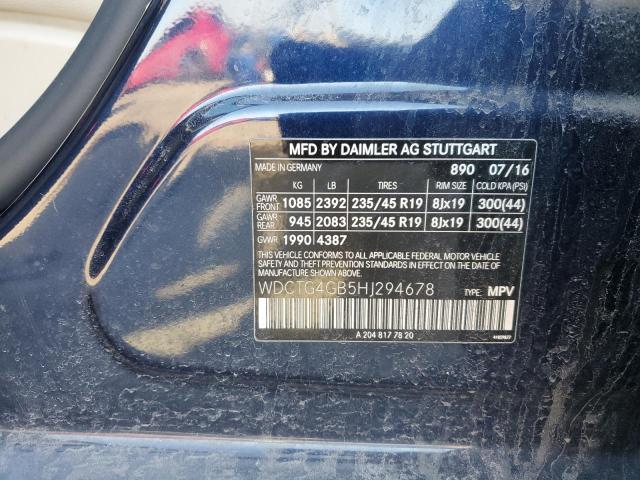 MFD BY DAIMLER AG STUTTGART
MADE IN GERMANY 890 07/16
KG LB TIRES RIM SIZE COLD KPA(PSI)
GAWR FRONT 1085 2392 235/45 R19 8Jx19 300(44)
GAWR REAR 945 2083 235/45 R19 8Jx19 300(44)
GVWR 1990 4387
THIS VEHICLE CONFORMS TO ALL APPLICABLE FEDERAL MOTOR VEHICLE
SAFETY BUMPER, AND THEFT PREVENTION STANDARDS IN EFFECT ON THE
DATE OF MANUFACTURE SHOWN ABOVE.
WDCTG4GB5HJ294678 TYPE: MPV
A 204 817 78 20